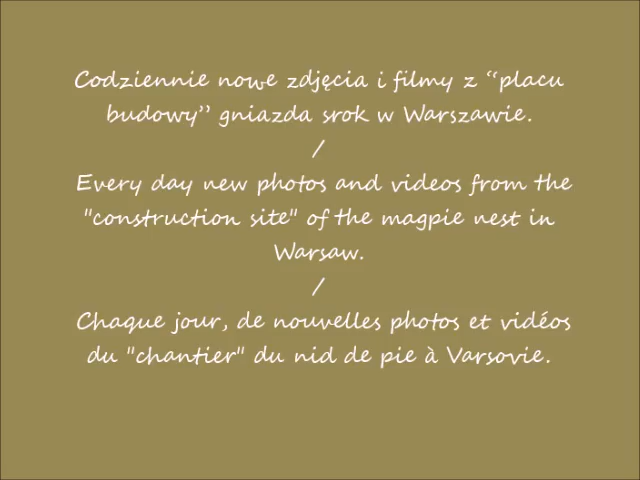 Codziennie nowe zdjęcia i filmy z “placu
budowy” gniazda srok w Warszawie.
/
Every day new photos and videos from the
"construction site" of the magpie nest in
Warsaw.
/
Chaque jour, de nouvelles photos et vidéos
du "chantier" du nid de pie à Varsovie.